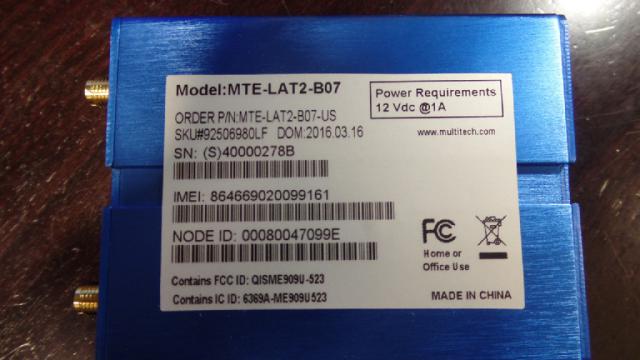 Model:MTE-LAT2-B07
Power Requirements
12 Vdc @1A
ORDER P/N:MTE-LAT2-B07-US
SKU#92506980LF DOM:2016.03.16
www.multitech.com
SN: (S)40000278B
IMEI: 864669020099161
NODE ID: 00080047099E
FC
Home or
Office Use
Contains FCC ID: QISME909U-523
Contains IC ID: 6369A-ME909U523
MADE IN CHINA